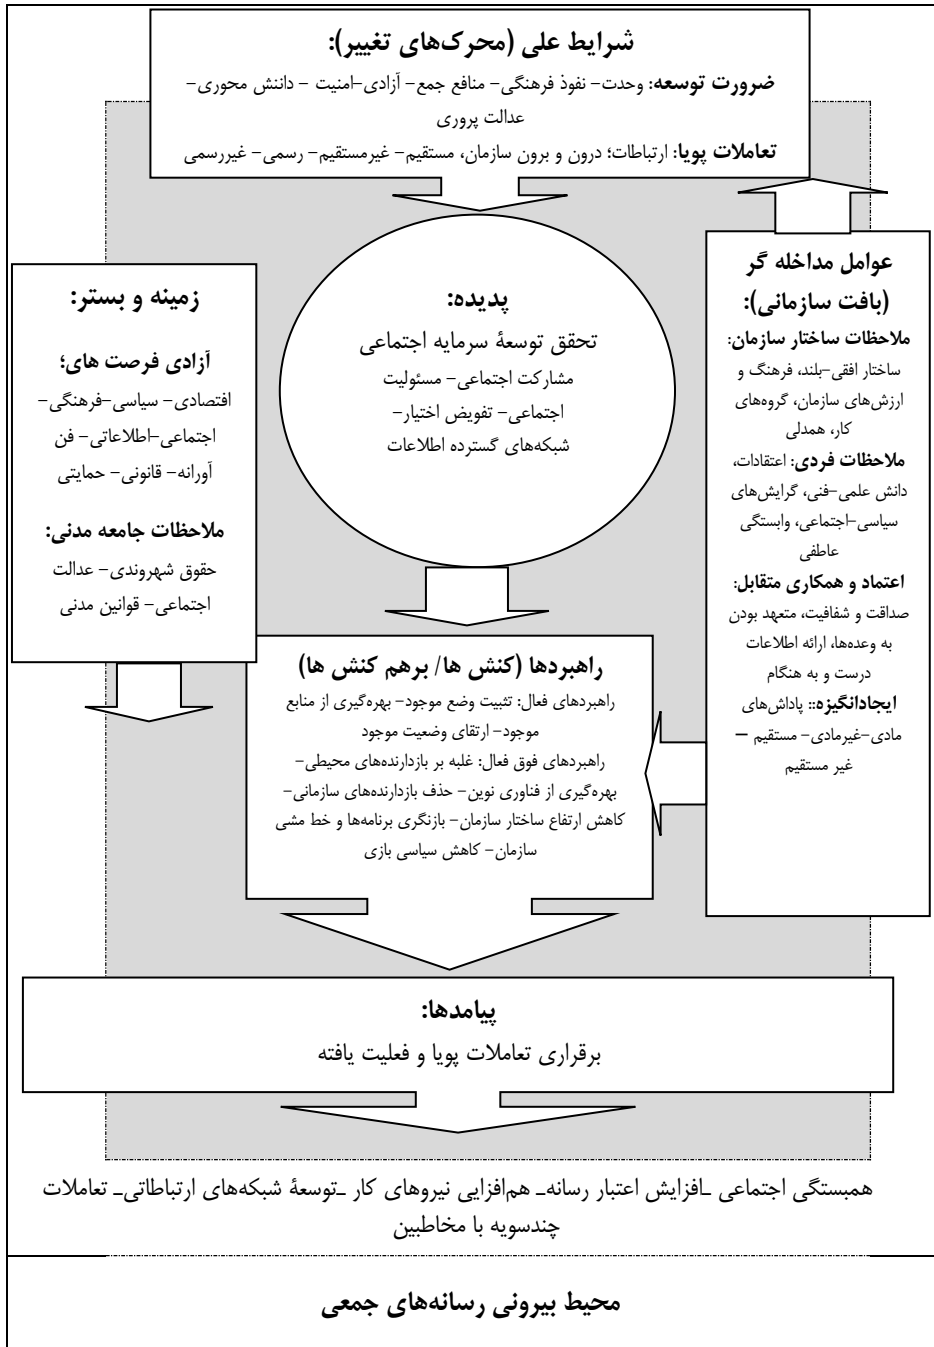 شرایط علی (محرک‌های تغییر):
ضرورت توسعه: وحدت- نفوذ فرهنگی- منافع جمع- آزادی-امنیت - دانش محوری-
عدالت پروری
تعاملات پویا: ارتباطات؛ درون و برون سازمان، مستقیم- غیرمستقیم- رسمی- غیررسمی
عوامل مداخله گر
(بافت سازمانی):
ملاحظات ساختار سازمان:
ساختار افقی-بلند، فرهنگ و
ارزش‌های سازمان، گروه‌های
کار، همدلی
ملاحظات فردی: اعتقادات،
دانش علمی-فنی، گرایش‌های
سیاسی-اجتماعی، وابستگی
عاطفی
اعتماد و همکاری متقابل:
صداقت و شفافیت، متعهد بودن
به وعده‌ها، ارائه اطلاعات
درست و به هنگام
ایجادانگیزه:: پاداش‌های
مادی-غیرمادی- مستقیم –
غیر مستقیم
پدیده:
تحقق توسعۀ سرمایه اجتماعی
مشارکت اجتماعی- مسئولیت
اجتماعی- تفویض اختیار-
شبکه‌های گسترده اطلاعات
زمینه و بستر:
آزادی فرصت های؛
اقتصادی- سیاسی-فرهنگی-
اجتماعی-اطلاعاتی- فن
آورانه- قانونی- حمایتی
ملاحظات جامعه مدنی:
حقوق شهروندی- عدالت
اجتماعی- قوانین مدنی
راهبردها (کنش ها/ برهم کنش ها)
راهبردهای فعال: تثبیت وضع موجود- بهره‌گیری از منابع
موجود- ارتقای وضعیت موجود
راهبردهای فوق فعال: غلبه بر بازدارنده‌های محیطی-
بهره‌گیری از فناوری نوین- حذف بازدارنده‌های سازمانی-
کاهش ارتفاع ساختار سازمان- بازنگری برنامه‌ها و خط مشی
سازمان- کاهش سیاسی بازی
پیامدها:
برقراری تعاملات پویا و فعلیت یافته
همبستگی اجتماعی ـافزایش اعتبار رسانه‌ـ هم‌افزایی نیروهای کار ـتوسعۀ شبکه‌های ارتباطاتی‌ـ تعاملات
چندسویه با مخاطبین
محیط بیرونی رسانه‌های جمعی